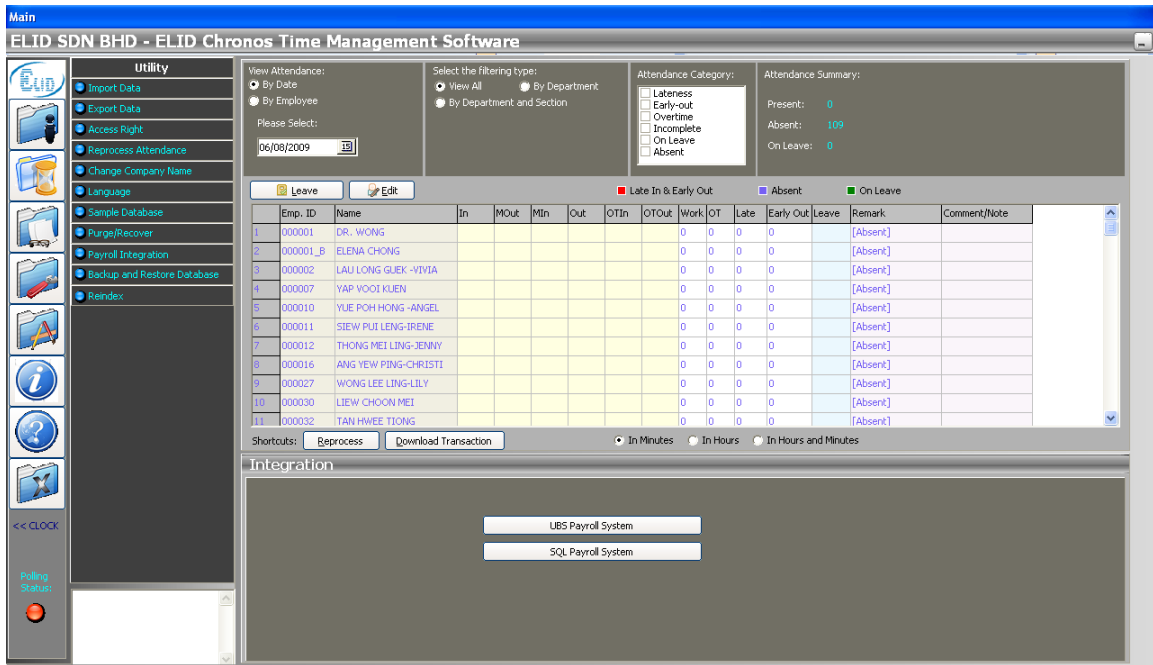 Main
ELID SDN BHD - ELID Chronos Time Management Software
ELID
Utility
Import Data
Export Data
Access Right
Reprocess Attendance
Change Company Name
Language
Sample Database
Purge/Recover
Payroll Integration
Backup and Restore Database
Reindex
<< CLOCK
Polling
Status:
View Attendance:
By Date
By Employee
Please Select:
06/08/2009 15
Select the filtering type:
View All By Department
By Department and Section
Attendance Category:
Lateness
Early-out
Overtime
Incomplete
On Leave
Absent
Attendance Summary:
Present: 0
Absent: 109
On Leave: 0
Leave Edit Late In & Early Out Absent On Leave
Emp. ID Name In MOut MIn Out OTIn OTOut Work OT Late Early Out Leave Remark Comment/Note
1 000001 DR. WONG 0 0 0 0 [Absent]
2 000001_B ELENA CHONG 0 0 0 0 [Absent]
3 000002 LAU LONG GUEK -VIVIA 0 0 0 0 [Absent]
4 000007 YAP VOOI KUEN 0 0 0 0 [Absent]
5 000010 YUE POH HONG -ANGEL 0 0 0 0 [Absent]
6 000011 SIEW PUI LENG-IRENE 0 0 0 0 [Absent]
7 000012 THONG MEI LING-JENNY 0 0 0 0 [Absent]
8 000016 ANG YEW PING-CHRISTI 0 0 0 0 [Absent]
9 000027 WONG LEE LING-LILY 0 0 0 0 [Absent]
10 000030 LIEW CHOON MEI 0 0 0 0 [Absent]
11 000032 TAN HWEE TIONG 0 0 0 0 [Absent]
Shortcuts: Reprocess Download Transaction In Minutes In Hours In Hours and Minutes
Integration
UBS Payroll System
SQL Payroll System